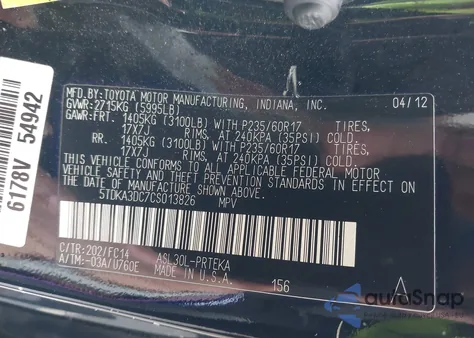 MFD.BY:TOYOTA MOTOR MANUFACTURING, INDIANA, INC. 04/12
GVWR:2715KG (5995LB)
GAWR:FRT. 1405KG (3100LB) WITH P235/60R17 TIRES,
17X7J RIMS, AT 240KPA (35PSI) COLD.
RR. 1405KG (3100LB) WITH P235/60R17 TIRES,
17X7J RIMS, AT 240KPA (35PSI) COLD.
THIS VEHICLE CONFORMS TO ALL APPLICABLE FEDERAL MOTOR
VEHICLE SAFETY AND THEFT PREVENTION STANDARDS IN EFFECT
ON THE DATE OF MANUFACTURE SHOWN ABOVE.
5TDKA3DC7CS013826 MPV
C/TR:202/FC14 ASL30L-PRTEKA
A/TM:-03A/U760E MADE IN U.S.A. 156 A
6178V 54942
autoSnap